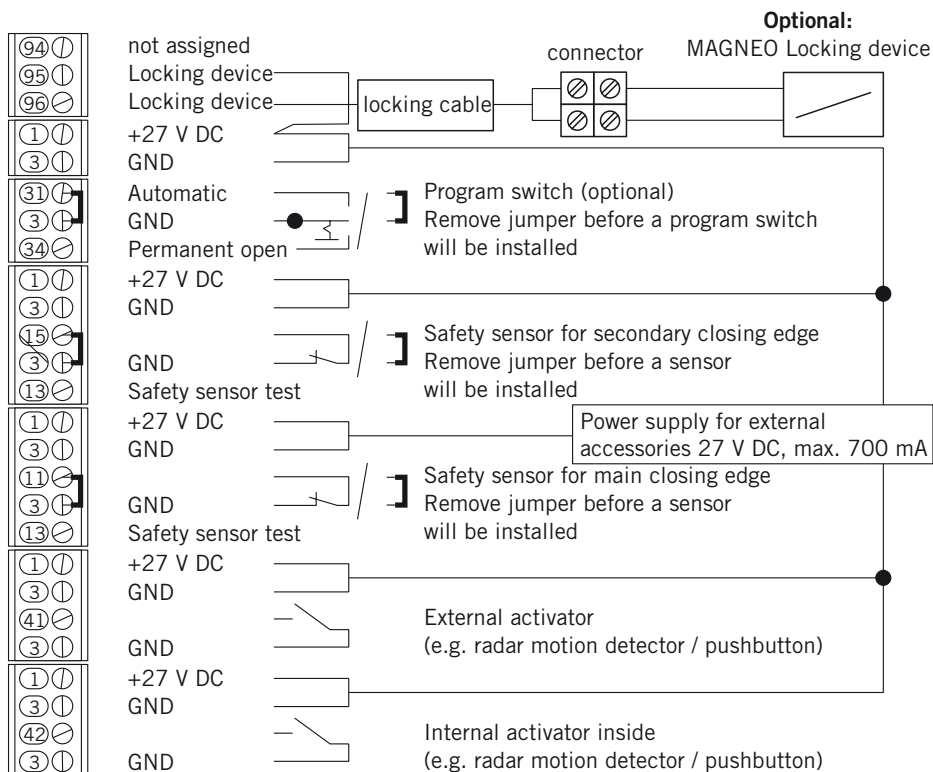 Optional:
94 not assigned connector MAGNEO Locking device
95 Locking device
96 Locking device locking cable
1 +27 V DC
3 GND
31 Automatic Program switch (optional)
3 GND Remove jumper before a program switch
34 Permanent open will be installed
1 +27 V DC
3 GND
15 Safety sensor for secondary closing edge
3 GND Remove jumper before a sensor
13 Safety sensor test will be installed
1 +27 V DC Power supply for external
3 GND accessories 27 V DC, max. 700 mA
11 Safety sensor for main closing edge
3 GND Remove jumper before a sensor
13 Safety sensor test will be installed
1 +27 V DC
3 GND
41 External activator
3 GND (e.g. radar motion detector / pushbutton)
1 +27 V DC
3 GND
42 Internal activator inside
3 GND (e.g. radar motion detector / pushbutton)